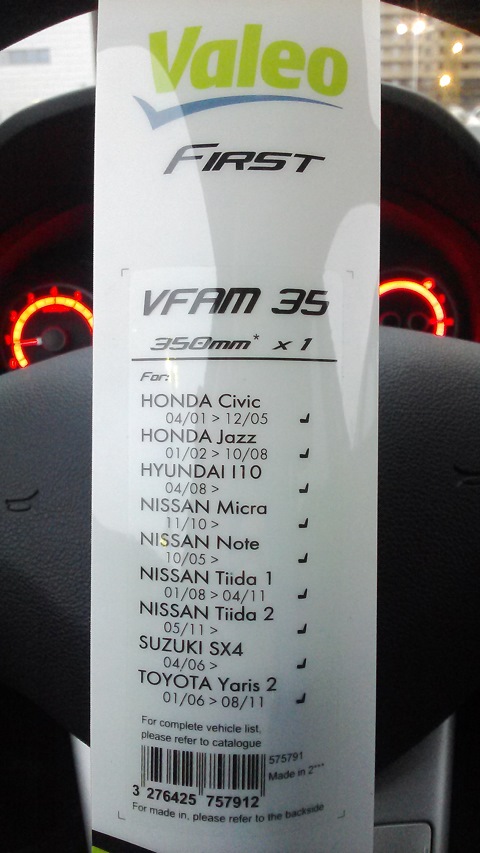 Valeo
First
VFAM 35
350mm* x 1
For:
HONDA Civic
04/01 > 12/05
HONDA Jazz
01/02 > 10/08
HYUNDAI I10
04/08 >
NISSAN Micra
11/10 >
NISSAN Note
10/05 >
NISSAN Tiida 1
01/08 > 04/11
NISSAN Tiida 2
05/11 >
SUZUKI SX4
04/06 >
TOYOTA Yaris 2
01/06 > 08/11
For complete vehicle list,
please refer to catalogue
575791
Made in 2***
3 276425 757912
For made in, please refer to the backside